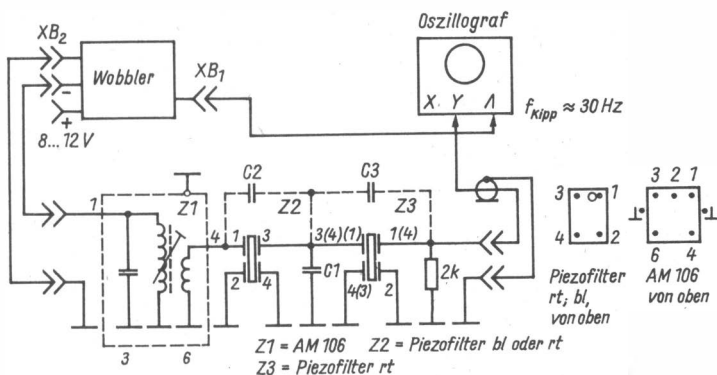 Oszillograf
XB2
XB1
Wobbler
X Y Λ
fKipp ≈ 30 Hz
−
+
8...12 V
C2
C3
Z1
Z2
Z3
1
4
1
3
3(4)(1)
1(4)
2
4
C1
4(3)
2
2k
3
6
3 1
4 2
3 2 1
6 4
Piezofilter
rt; bl,
von oben
AM 106
von oben
Z1 = AM 106 Z2 = Piezofilter bl oder rt
Z3 = Piezofilter rt